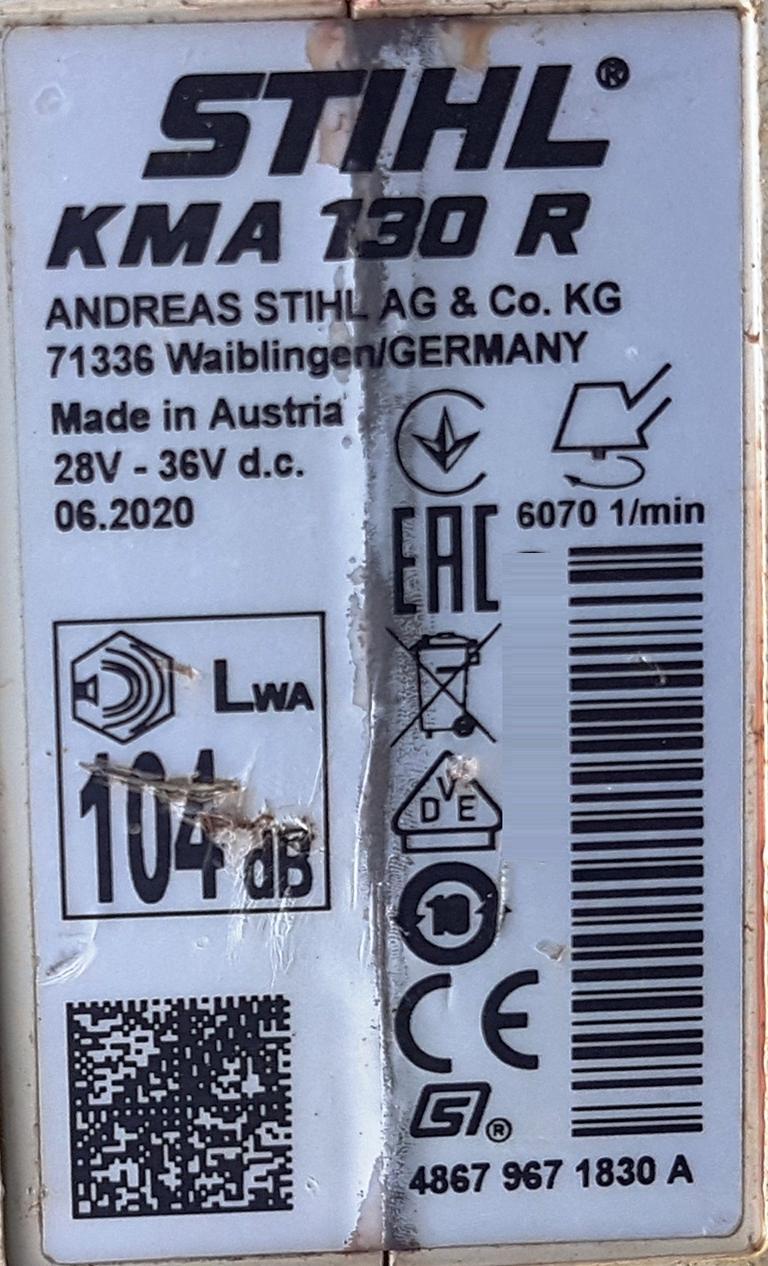 STIHL®
KMA 130 R
ANDREAS STIHL AG & Co. KG
71336 Waiblingen/GERMANY
Made in Austria
28V - 36V d.c.
06.2020
6070 1/min
EAC
LWA
104 dB
VDE
10
CE
®
4867 967 1830 A